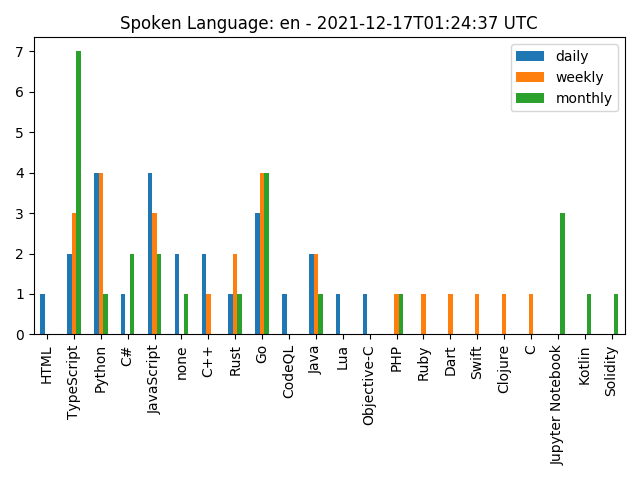 Spoken Language: en - 2021-12-17T01:24:37 UTC
daily
weekly
monthly
7
6
5
4
3
2
1
0
HTML
TypeScript
Python
C#
JavaScript
none
C++
Rust
Go
CodeQL
Java
Lua
Objective-C
PHP
Ruby
Dart
Swift
Clojure
C
Jupyter Notebook
Kotlin
Solidity